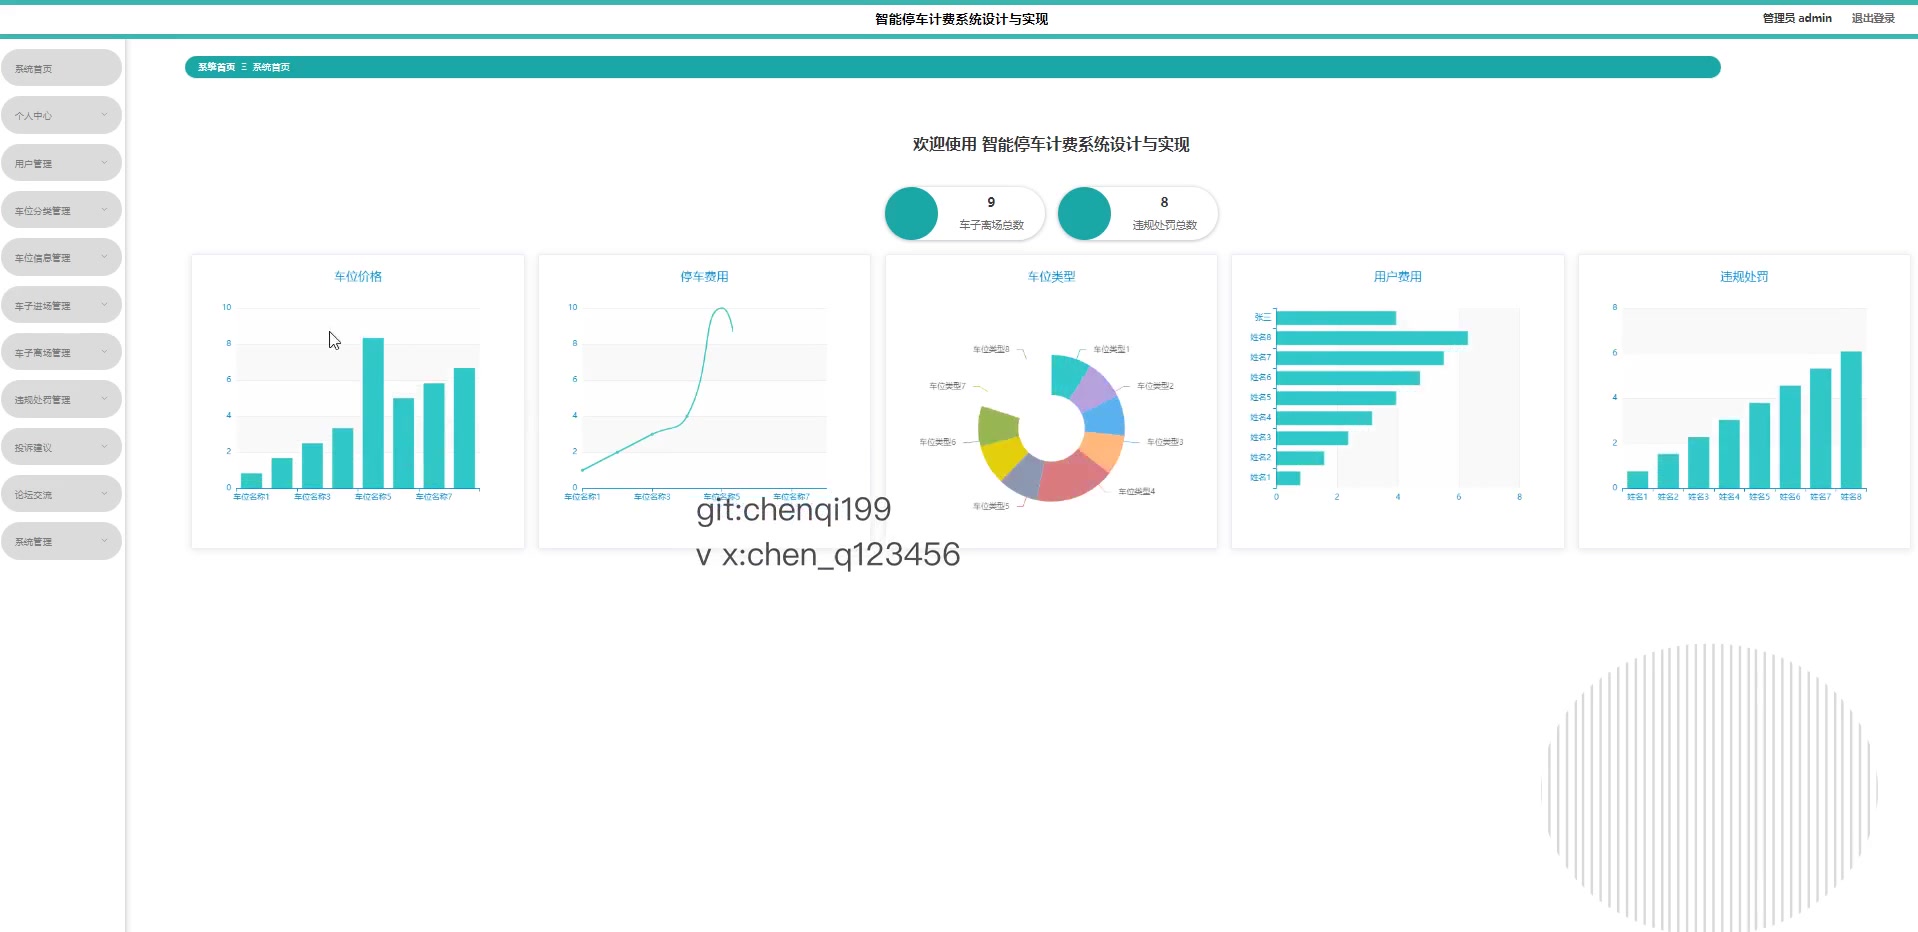 智能停车计费系统设计与实现
管理员 admin 退出登录
系统首页 Ξ 系统首页
系统首页
个人中心
用户管理
车位分类管理
车位信息管理
车子进场管理
车子离场管理
违规处罚管理
投诉建议
论坛交流
系统管理
欢迎使用 智能停车计费系统设计与实现
9
车子离场总数
8
违规处罚总数
车位价格
10
8
6
4
2
0
车位名称1 车位名称3 车位名称5 车位名称7
停车费用
10
8
6
4
2
0
车位名称1 车位名称3 车位名称5 车位名称7
车位类型
车位类型8 车位类型1
车位类型7 车位类型2
车位类型6 车位类型3
车位类型5 车位类型4
用户费用
张三
姓名8
姓名7
姓名6
姓名5
姓名4
姓名3
姓名2
姓名1
0 2 4 6 8
违规处罚
8
6
4
2
0
姓名1 姓名2 姓名3 姓名4 姓名5 姓名6 姓名7 姓名8
git:chenqi199
v x:chen_q123456